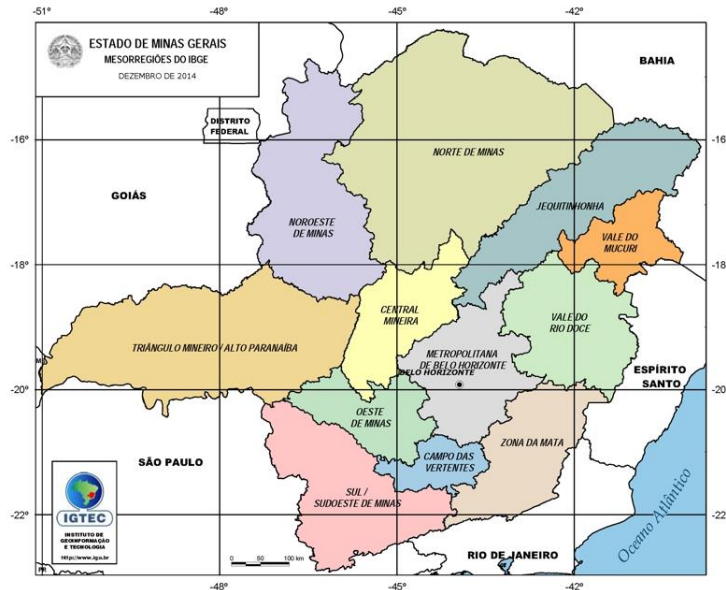 -51°
-48°
-45°
-42°
ESTADO DE MINAS GERAIS
MESORREGIÕES DO IBGE
DEZEMBRO DE 2014
BAHIA
DISTRITO
FEDERAL
-16°
-16°
NORTE DE MINAS
GOIÁS
JEQUITINHONHA
NOROESTE
DE MINAS
VALE DO
MUCURI
-18°
-18°
CENTRAL
MINEIRA
VALE DO
RIO DOCE
TRIÂNGULO MINEIRO / ALTO PARANAÍBA
METROPOLITANA
DE BELO HORIZONTE
BELO HORIZONTE
ESPÍRITO
SANTO
-20°
-20°
OESTE
DE MINAS
ZONA DA MATA
CAMPO DAS
VERTENTES
SÃO PAULO
SUL /
SUDOESTE DE MINAS
IGTEC
INSTITUTO DE
GEOINFORMAÇÃO
E TECNOLOGIA
-22°
-22°
Oceano Atlântico
RIO DE JANEIRO
0
50
100 km
PR
-48°
-45°
-42°